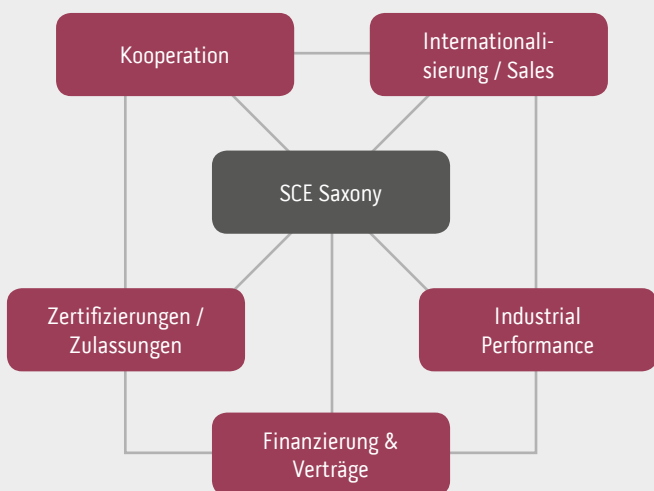 Kooperation
Internationali-
sierung / Sales
SCE Saxony
Zertifizierungen /
Zulassungen
Industrial
Performance
Finanzierung &
Verträge